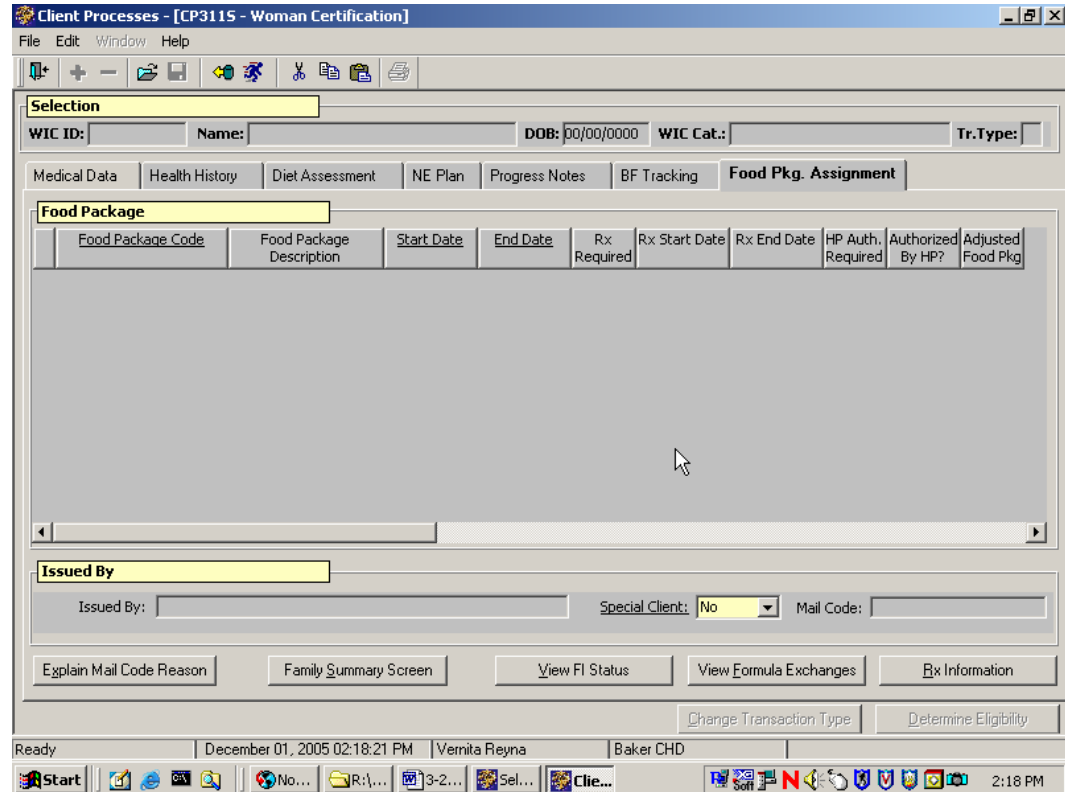 Client Processes - [CP311S - Woman Certification]
File Edit Window Help
Selection
WIC ID: Name: DOB: 00/00/0000 WIC Cat.: Tr.Type:
Medical Data Health History Diet Assessment NE Plan Progress Notes BF Tracking Food Pkg. Assignment
Food Package
Food Package Code Food Package Description Start Date End Date Rx Required Rx Start Date Rx End Date HP Auth. Required Authorized By HP? Adjusted Food Pkg
Issued By
Issued By: Special Client: No Mail Code:
Explain Mail Code Reason Family Summary Screen View FI Status View Formula Exchanges Rx Information
Change Transaction Type Determine Eligibility
Ready December 01, 2005 02:18:21 PM Vernita Reyna Baker CHD
Start No... R:\... 3-2... Sel... Clie... 2:18 PM